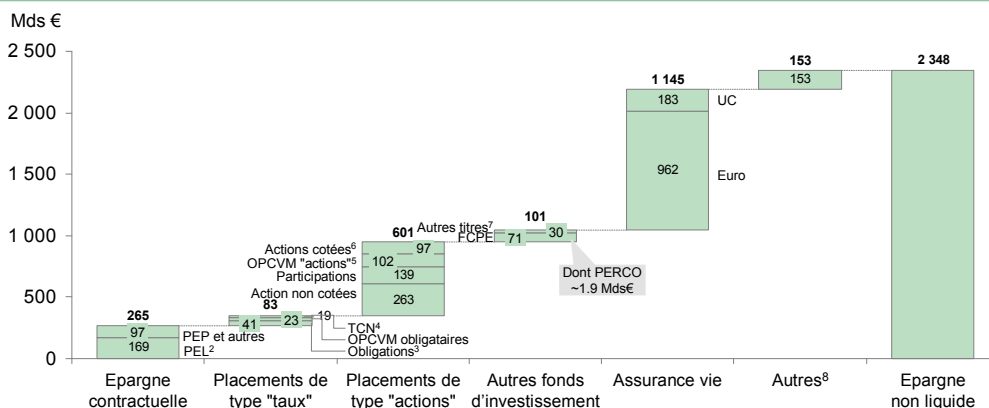 Mds €
2 500
2 000
1 500
1 000
500
0
265
97
169
PEP et autres
PEL²
83
41
23
19
TCN⁴
OPCVM obligataires
Obligations³
601
Actions cotées⁶
97
OPCVM "actions"⁵
102
Participations
139
Action non cotées
263
101
Autres titres⁷
30
FCPE
71
Dont PERCO
~1.9 Mds€
1 145
183
UC
962
Euro
153
153
2 348
Epargne
contractuelle
Placements de
type "taux"
Placements de
type "actions"
Autres fonds
d'investissement
Assurance vie
Autres⁸
Epargne
non liquide